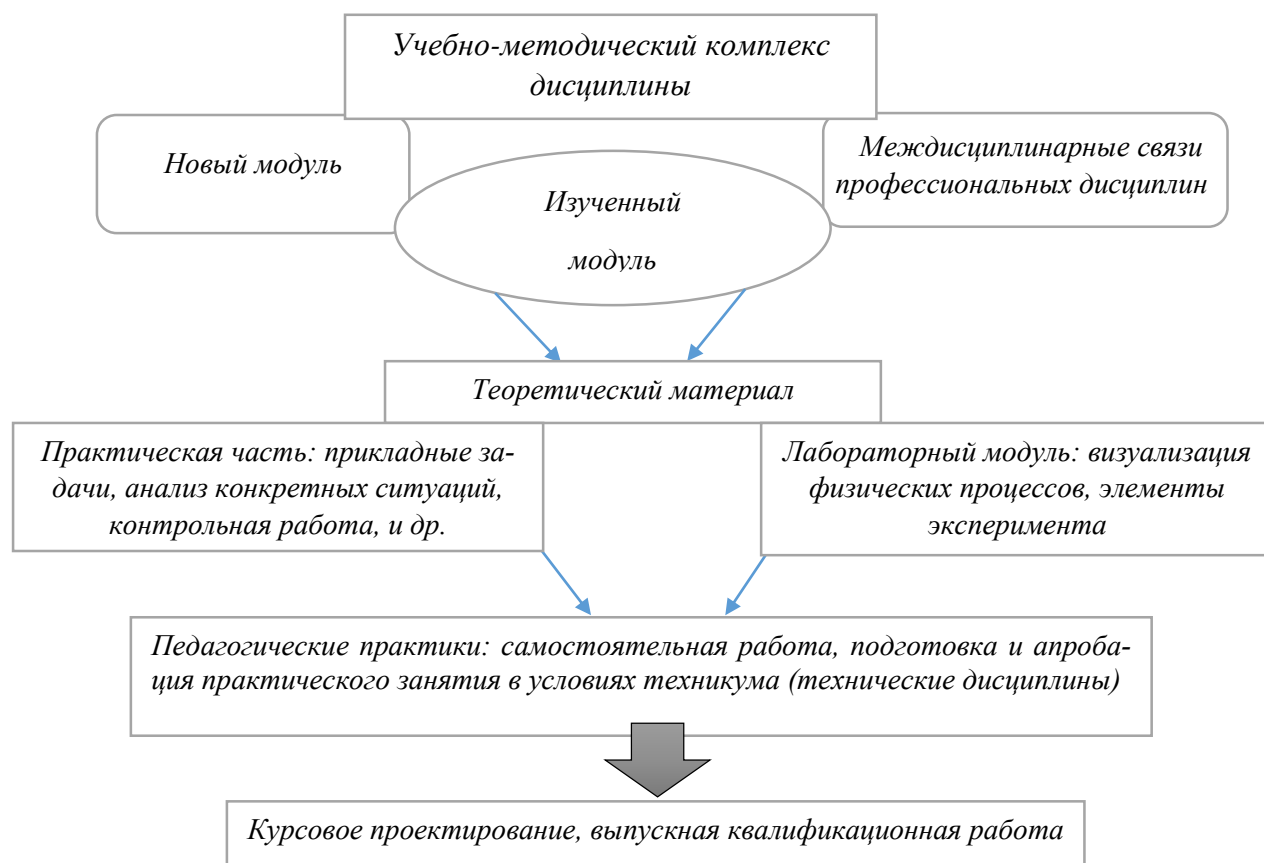 Учебно-методический комплекс
дисциплины
Новый модуль
Междисциплинарные связи
профессиональных дисциплин
Изученный
модуль
Теоретический материал
Практическая часть: прикладные за-
дачи, анализ конкретных ситуаций,
контрольная работа, и др.
Лабораторный модуль: визуализация
физических процессов, элементы
эксперимента
Педагогические практики: самостоятельная работа, подготовка и апроба-
ция практического занятия в условиях техникума (технические дисциплины)
Курсовое проектирование, выпускная квалификационная работа